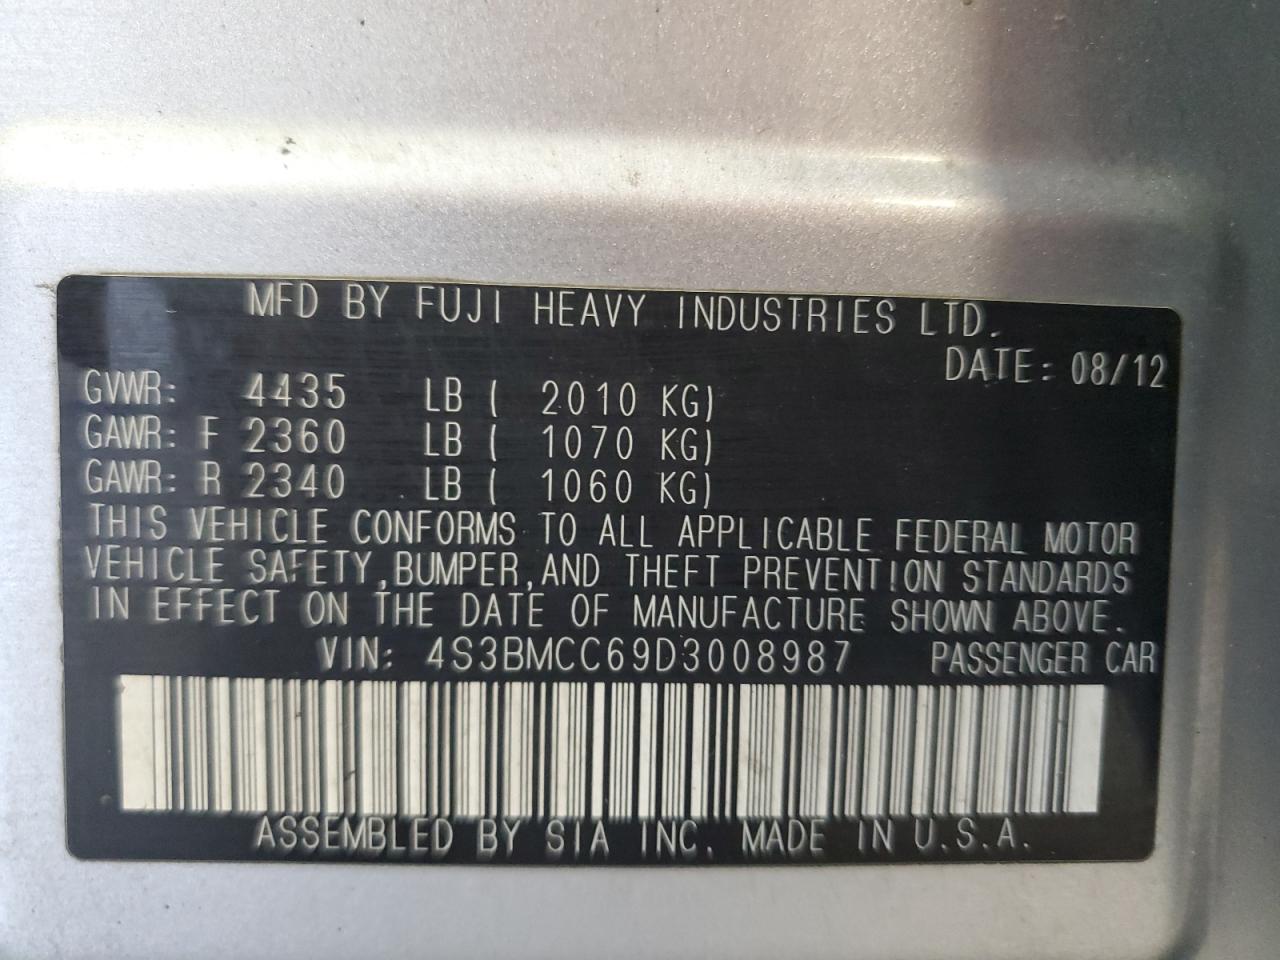 MFD BY FUJI HEAVY INDUSTRIES LTD.
DATE: 08/12
GVWR: 4435 LB ( 2010 KG)
GAWR: F 2360 LB ( 1070 KG)
GAWR: R 2340 LB ( 1060 KG)
THIS VEHICLE CONFORMS TO ALL APPLICABLE FEDERAL MOTOR
VEHICLE SAFETY,BUMPER,AND THEFT PREVENTION STANDARDS
IN EFFECT ON THE DATE OF MANUFACTURE SHOWN ABOVE.
VIN: 4S3BMCC69D3008987 PASSENGER CAR
ASSEMBLED BY SIA INC. MADE IN U.S.A.